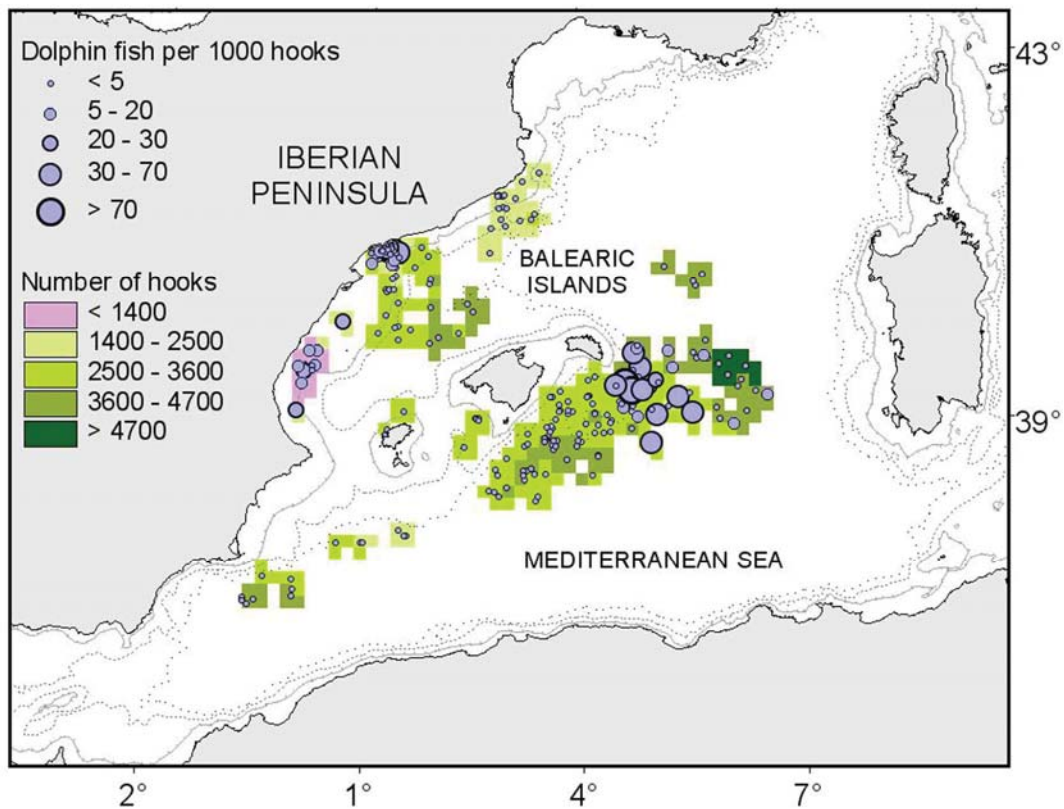 Dolphin fish per 1000 hooks
< 5
5 - 20
20 - 30
30 - 70
> 70
IBERIAN
PENINSULA
Number of hooks
< 1400
1400 - 2500
2500 - 3600
3600 - 4700
> 4700
BALEARIC
ISLANDS
MEDITERRANEAN SEA
43°
39°
2°
1°
4°
7°